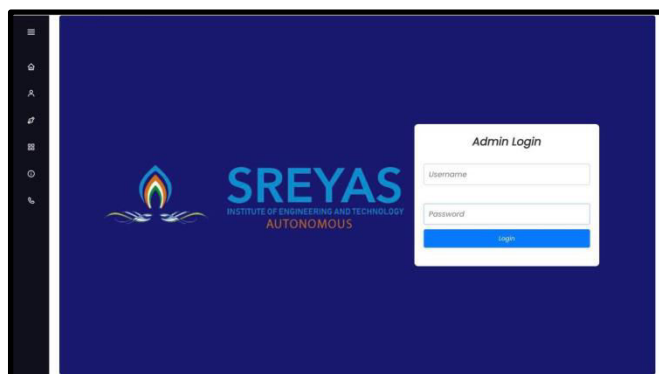 SREYAS
INSTITUTE OF ENGINEERING AND TECHNOLOGY
AUTONOMOUS
Admin Login
Username
Password
Login